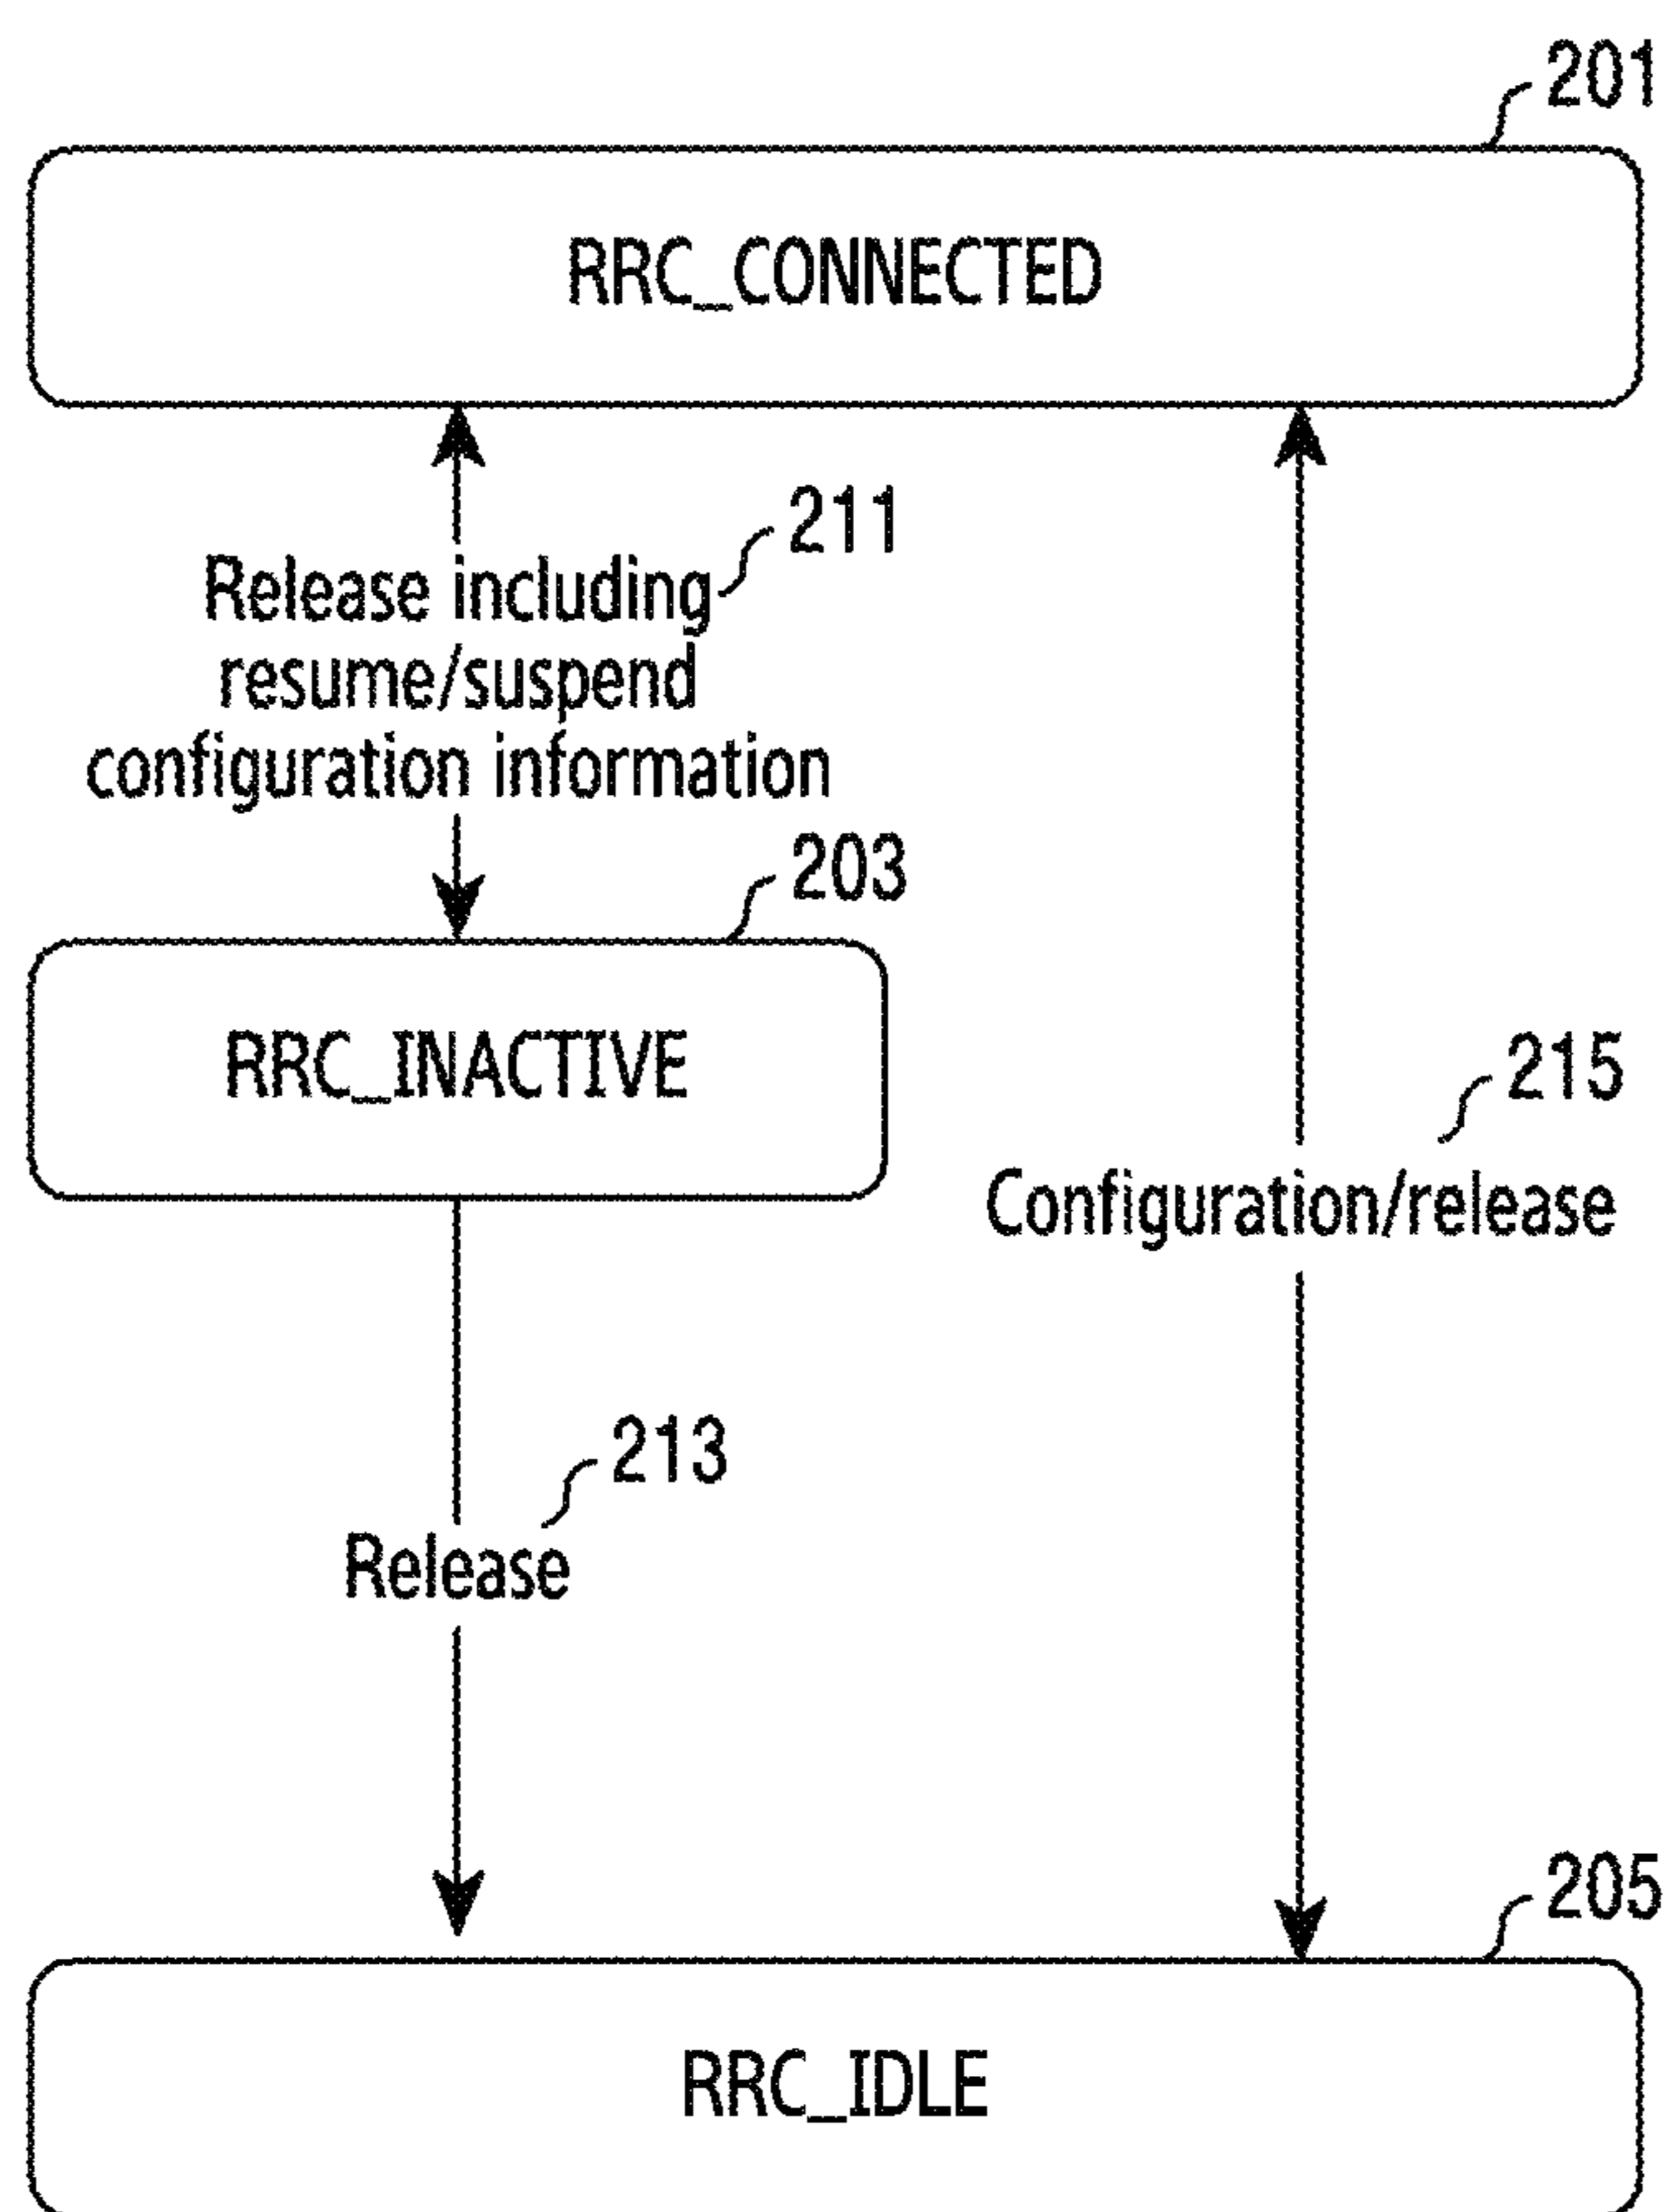 201
RRC_CONNECTED
211
Release including
resume/suspend
configuration information
203
RRC_INACTIVE
215
Configuration/release
213
Release
205
RRC_IDLE